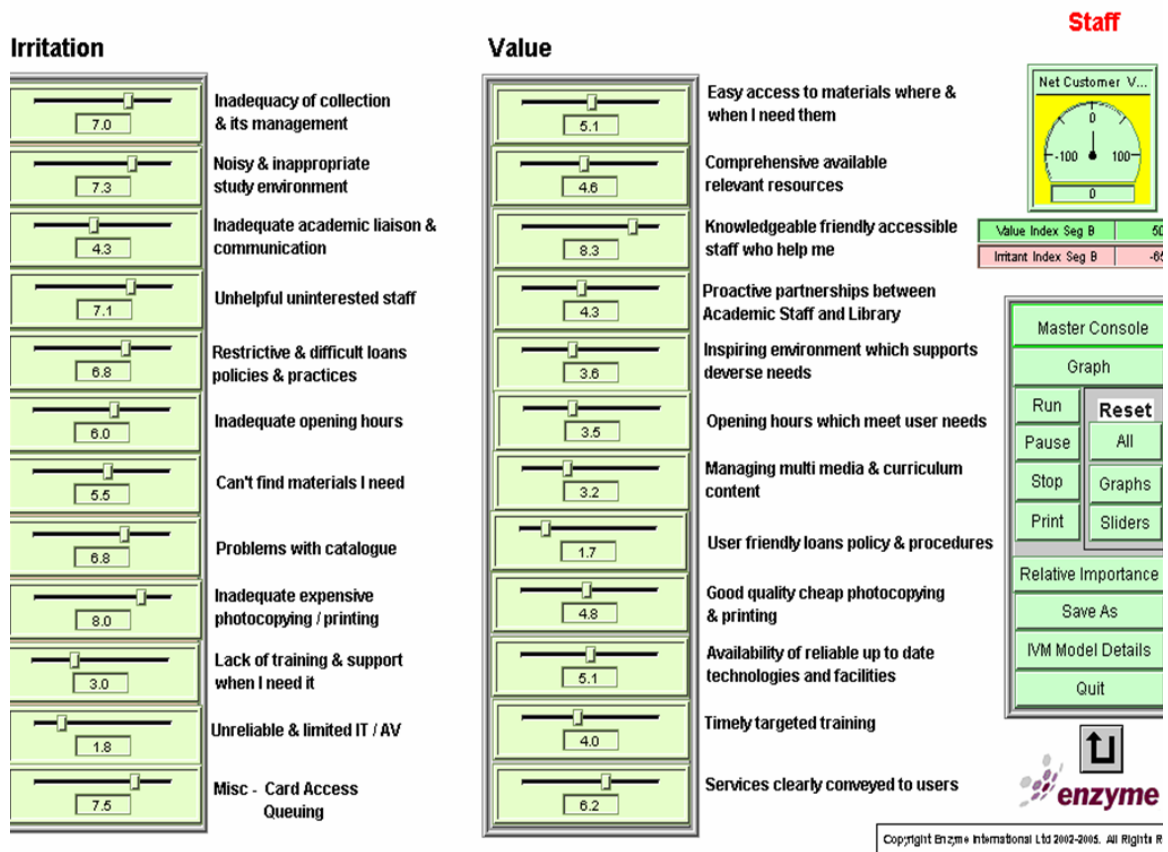 Staff
Irritation
Value
7.0
Inadequacy of collection
& its management
7.3
Noisy & inappropriate
study environment
4.3
Inadequate academic liaison &
communication
7.1
Unhelpful uninterested staff
6.8
Restrictive & difficult loans
policies & practices
6.0
Inadequate opening hours
5.5
Can't find materials I need
6.8
Problems with catalogue
8.0
Inadequate expensive
photocopying / printing
3.0
Lack of training & support
when I need it
1.8
Unreliable & limited IT / AV
7.5
Misc - Card Access
Queuing
5.1
Easy access to materials where &
when I need them
4.6
Comprehensive available
relevant resources
8.3
Knowledgeable friendly accessible
staff who help me
4.3
Proactive partnerships between
Academic Staff and Library
3.6
Inspiring environment which supports
deverse needs
3.5
Opening hours which meet user needs
3.2
Managing multi media & curriculum
content
1.7
User friendly loans policy & procedures
4.8
Good quality cheap photocopying
& printing
5.1
Availability of reliable up to date
technologies and facilities
4.0
Timely targeted training
6.2
Services clearly conveyed to users
Net Customer V...
0
-100 100
0
Value Index Seg B 50
Irritant Index Seg B -65
Master Console
Graph
Run
Reset
Pause
All
Stop
Graphs
Print
Sliders
Relative Importance
Save As
IVM Model Details
Quit
enzyme
Copyright Enzyme International Ltd 2002-2005. All Rights R